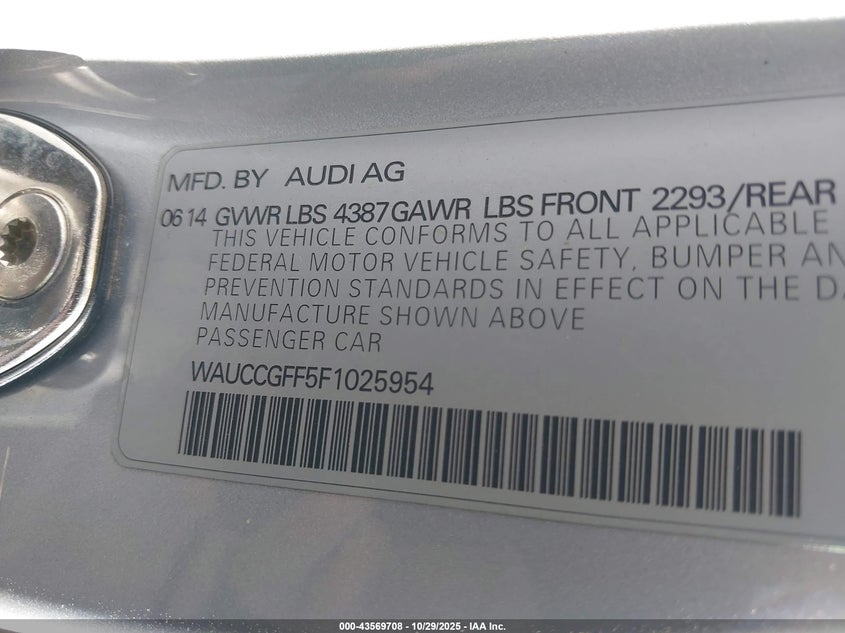 MFD. BY AUDI AG
0614 GVWR LBS 4387 GAWR LBS FRONT 2293/REAR
THIS VEHICLE CONFORMS TO ALL APPLICABLE
FEDERAL MOTOR VEHICLE SAFETY, BUMPER AN
PREVENTION STANDARDS IN EFFECT ON THE DA
MANUFACTURE SHOWN ABOVE
PASSENGER CAR
WAUCCGFF5F1025954
000-43569708 - 10/29/2025 - IAA Inc.